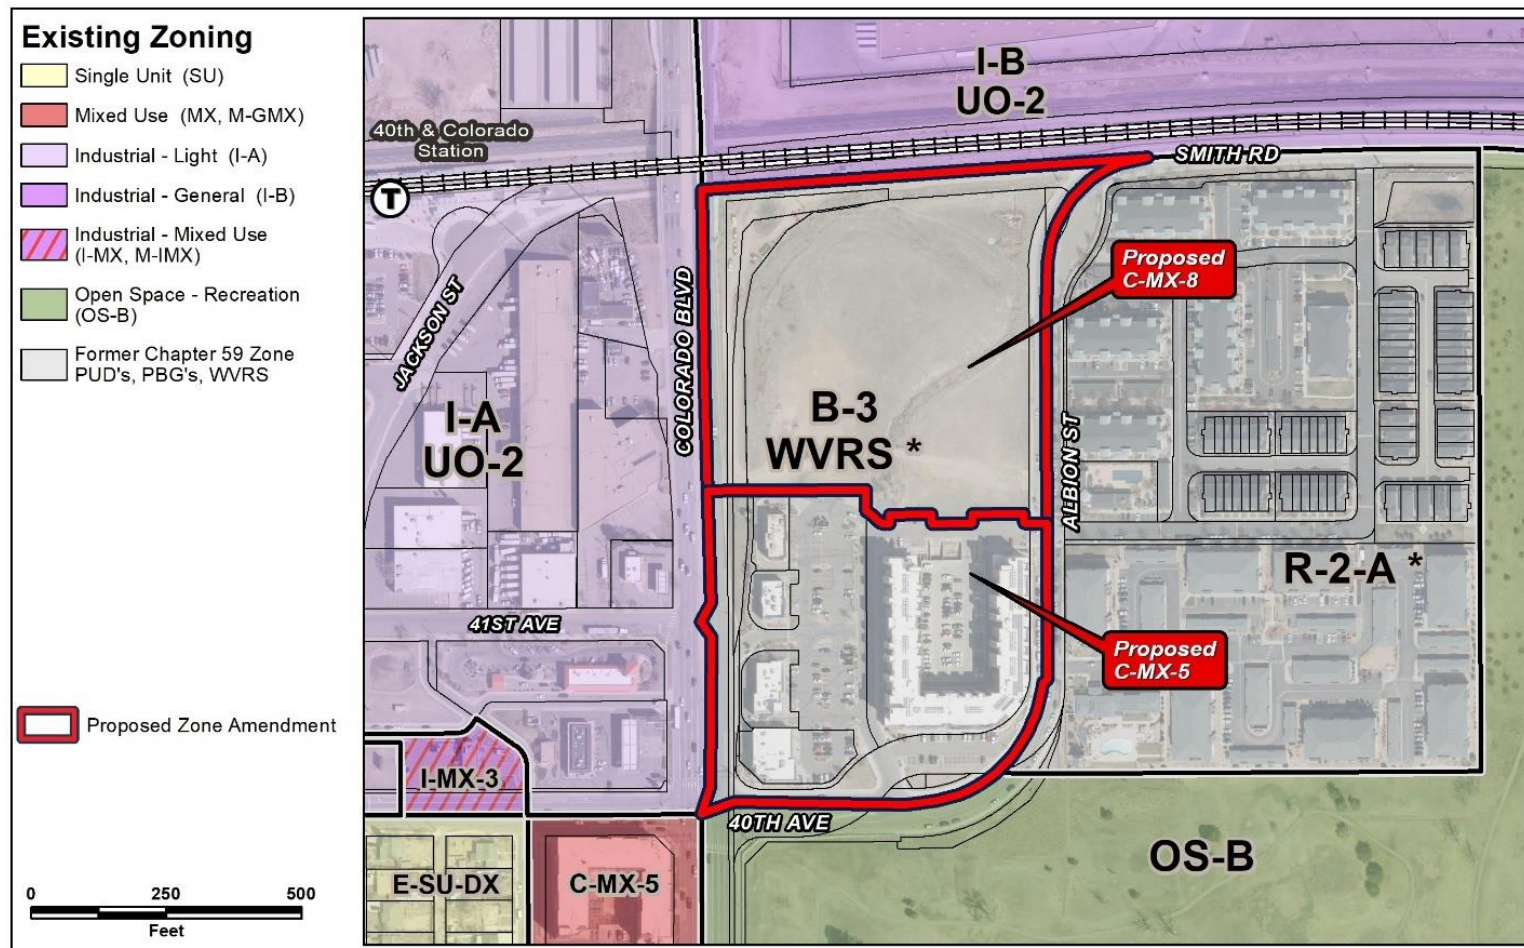 Existing Zoning
Single Unit (SU)
Mixed Use (MX, M-GMX)
Industrial - Light (I-A)
Industrial - General (I-B)
Industrial - Mixed Use
(I-MX, M-IMX)
Open Space - Recreation
(OS-B)
Former Chapter 59 Zone
PUD's, PBG's, WVRS
Proposed Zone Amendment
0 250 500
Feet
I-B
UO-2
40th & Colorado
Station
T
SMITH RD
Proposed
C-MX-8
JACKSON ST
COLORADO BLVD
I-A
UO-2
B-3
WVRS *
ALBION ST
R-2-A *
41ST AVE
Proposed
C-MX-5
I-MX-3
40TH AVE
E-SU-DX
C-MX-5
OS-B